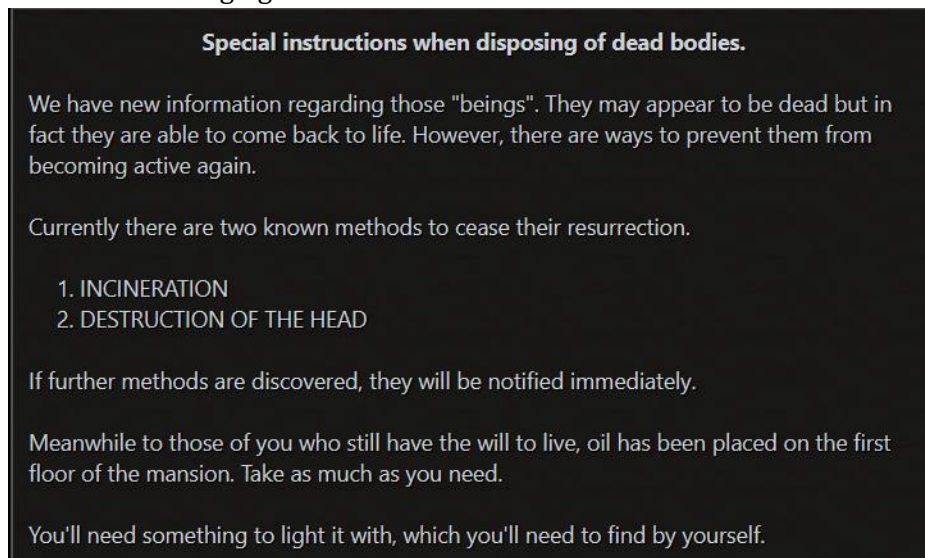 Special instructions when disposing of dead bodies.
We have new information regarding those "beings". They may appear to be dead but in
fact they are able to come back to life. However, there are ways to prevent them from
becoming active again.
Currently there are two known methods to cease their resurrection.
1. INCINERATION
2. DESTRUCTION OF THE HEAD
If further methods are discovered, they will be notified immediately.
Meanwhile to those of you who still have the will to live, oil has been placed on the first
floor of the mansion. Take as much as you need.
You'll need something to light it with, which you'll need to find by yourself.